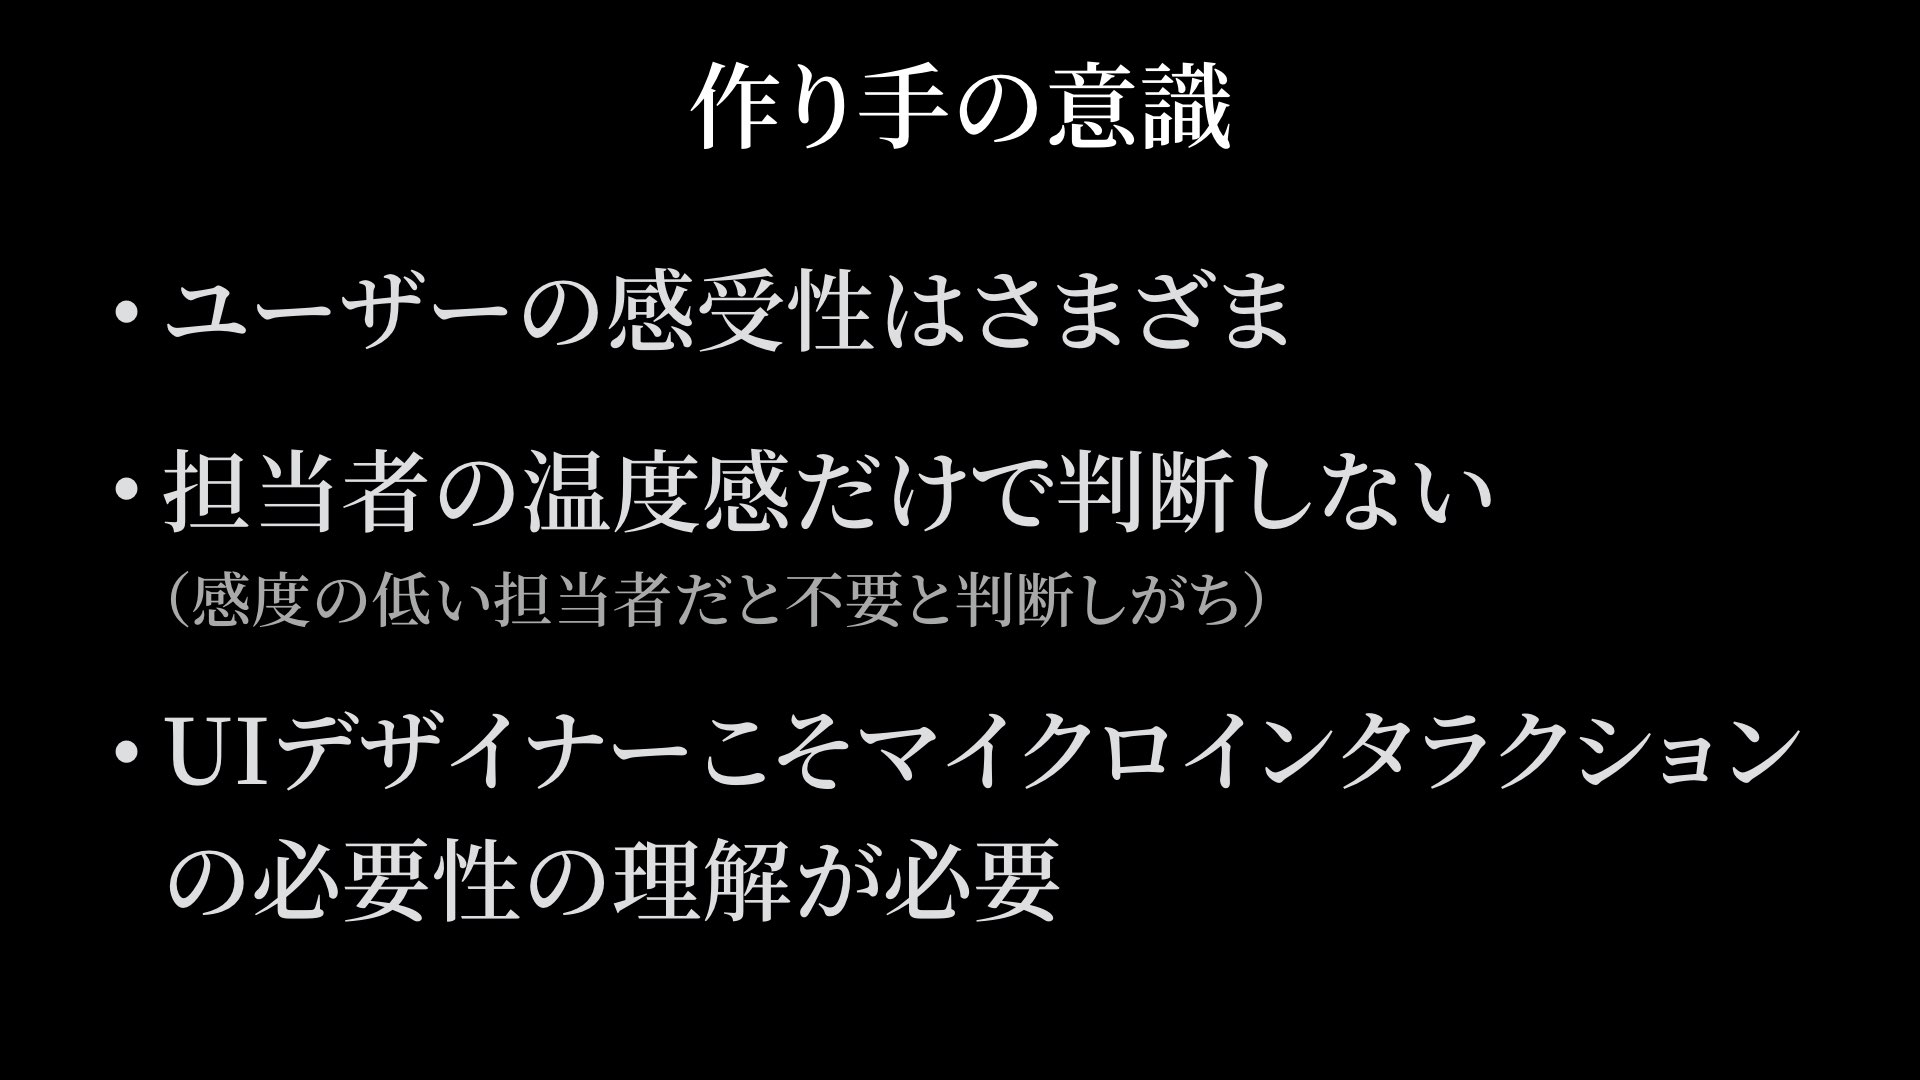 作り手の意識
・ユーザーの感受性はさまざま
・担当者の温度感だけで判断しない
（感度の低い担当者だと不要と判断しがち）
・UIデザイナーこそマイクロインタラクション
の必要性の理解が必要